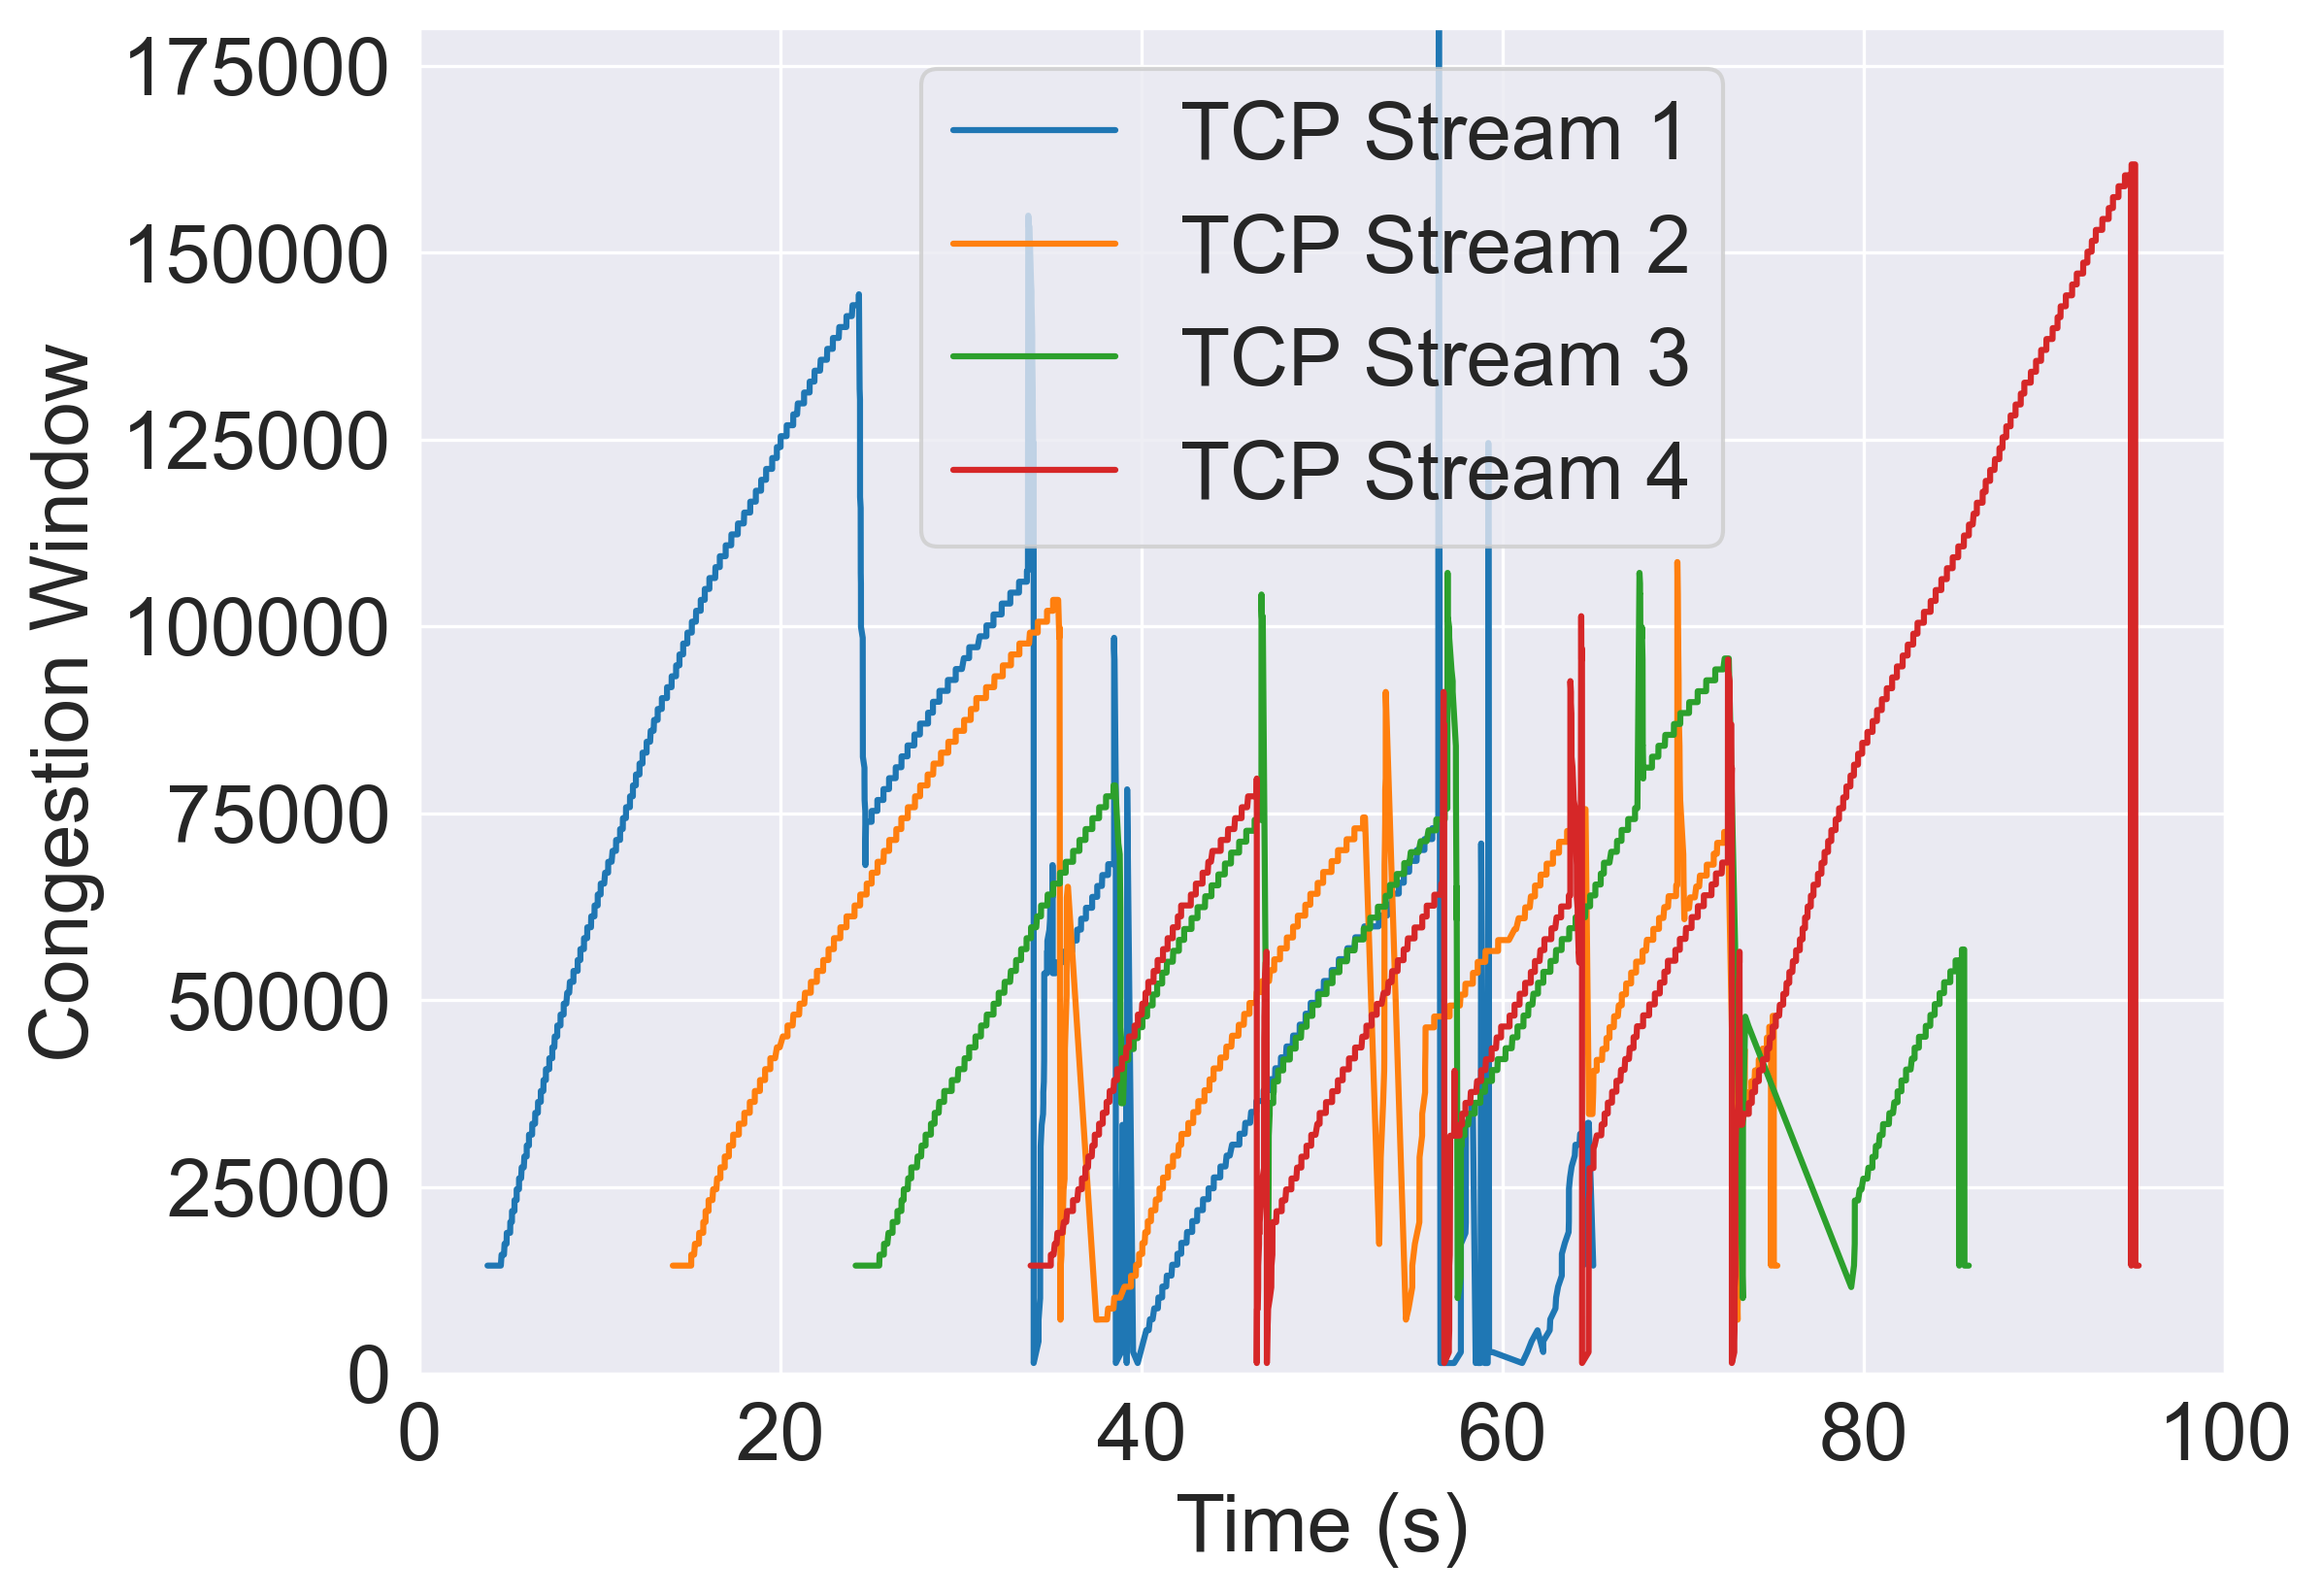 Congestion Window
175000
150000
125000
100000
75000
50000
25000
0
TCP Stream 1
TCP Stream 2
TCP Stream 3
TCP Stream 4
0 20 40 60 80 100
Time (s)